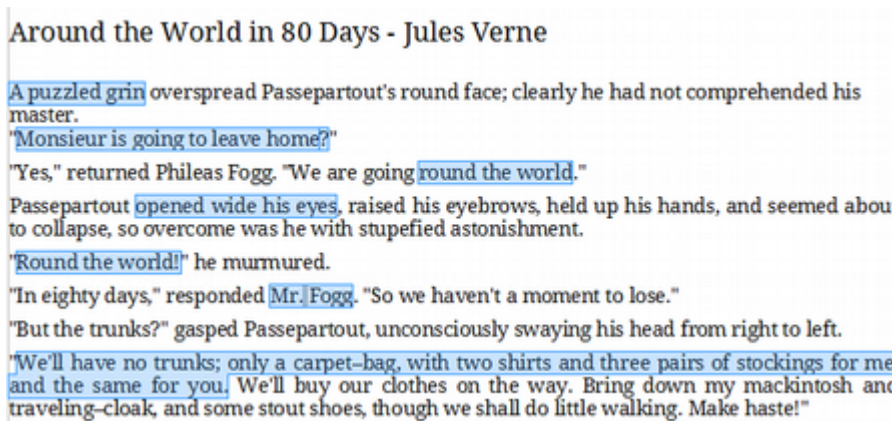 Around the World in 80 Days - Jules Verne
A puzzled grin overspread Passepartout's round face; clearly he had not comprehended his
master.
"Monsieur is going to leave home?"
"Yes," returned Phileas Fogg. "We are going round the world."
Passepartout opened wide his eyes, raised his eyebrows, held up his hands, and seemed abou
to collapse, so overcome was he with stupefied astonishment.
"Round the world!" he murmured.
"In eighty days," responded Mr. Fogg. "So we haven't a moment to lose."
"But the trunks?" gasped Passepartout, unconsciously swaying his head from right to left.
"We'll have no trunks; only a carpet–bag, with two shirts and three pairs of stockings for me
and the same for you. We'll buy our clothes on the way. Bring down my mackintosh and
traveling–cloak, and some stout shoes, though we shall do little walking. Make haste!"